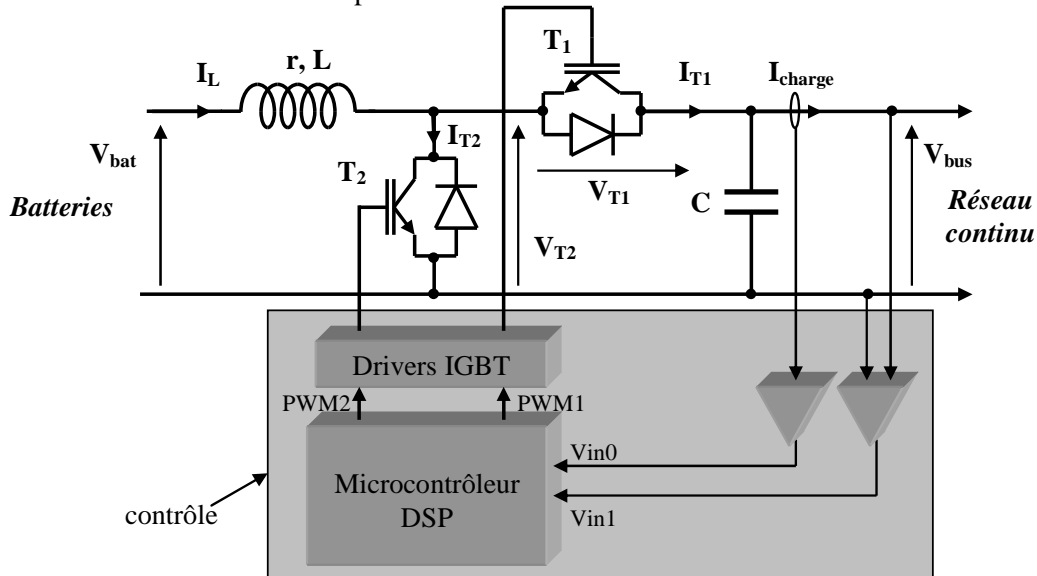 T1
r, L
IL
IT1
Icharge
IT2
Vbat
T2
VT1
Vbus
Batteries
C
Réseau
continu
VT2
Drivers IGBT
PWM2
PWM1
Vin0
Microcontrôleur
DSP
Vin1
contrôle